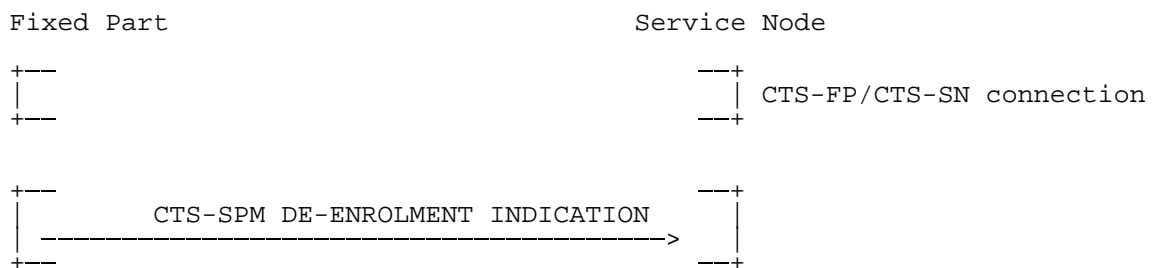 Fixed Part Service Node
CTS-FP/CTS-SN connection
CTS-SPM DE-ENROLMENT INDICATION